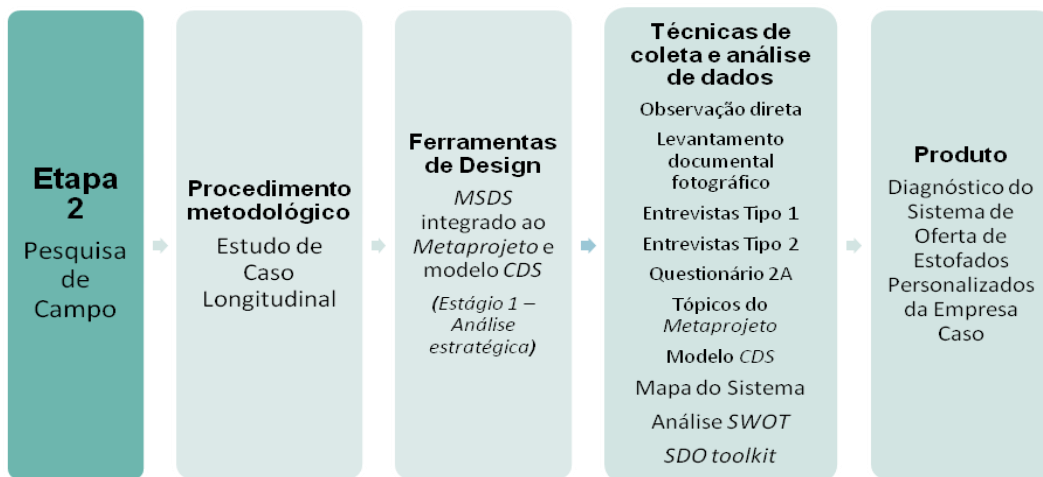 Etapa
2
Pesquisa
de
Campo
Procedimento
metodológico
Estudo de
Caso
Longitudinal
Ferramentas
de Design
MSDS
integrado ao
Metaprojeto e
modelo CDS
(Estágio 1 –
Análise
estratégica)
Técnicas de
coleta e análise
de dados
Observação direta
Levantamento
documental
fotográfico
Entrevistas Tipo 1
Entrevistas Tipo 2
Questionário 2A
Tópicos do
Metaprojeto
Modelo CDS
Mapa do Sistema
Análise SWOT
SDO toolkit
Produto
Diagnóstico do
Sistema de
Oferta de
Estofados
Personalizados
da Empresa
Caso